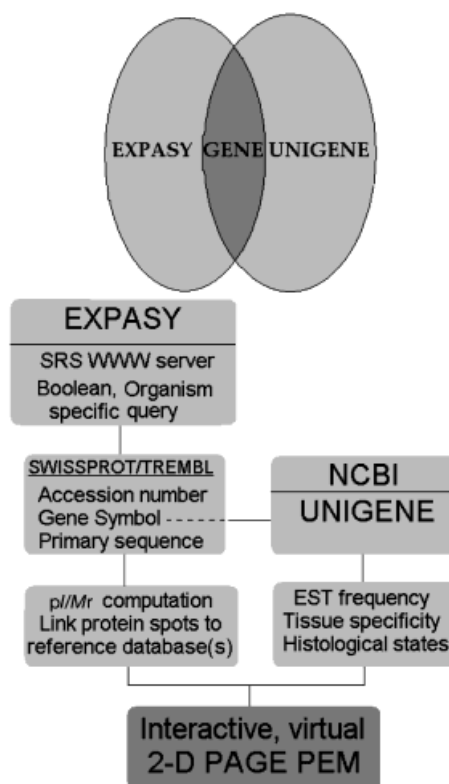 EXPASY GENE UNIGENE
EXPASY
SRS WWW server
Boolean, Organism
specific query
SWISSPROT/TREMBL
Accession number
Gene Symbol
Primary sequence
NCBI
UNIGENE
pI/Mr computation
Link protein spots to
reference database(s)
EST frequency
Tissue specificity
Histological states
Interactive, virtual
2-D PAGE PEM